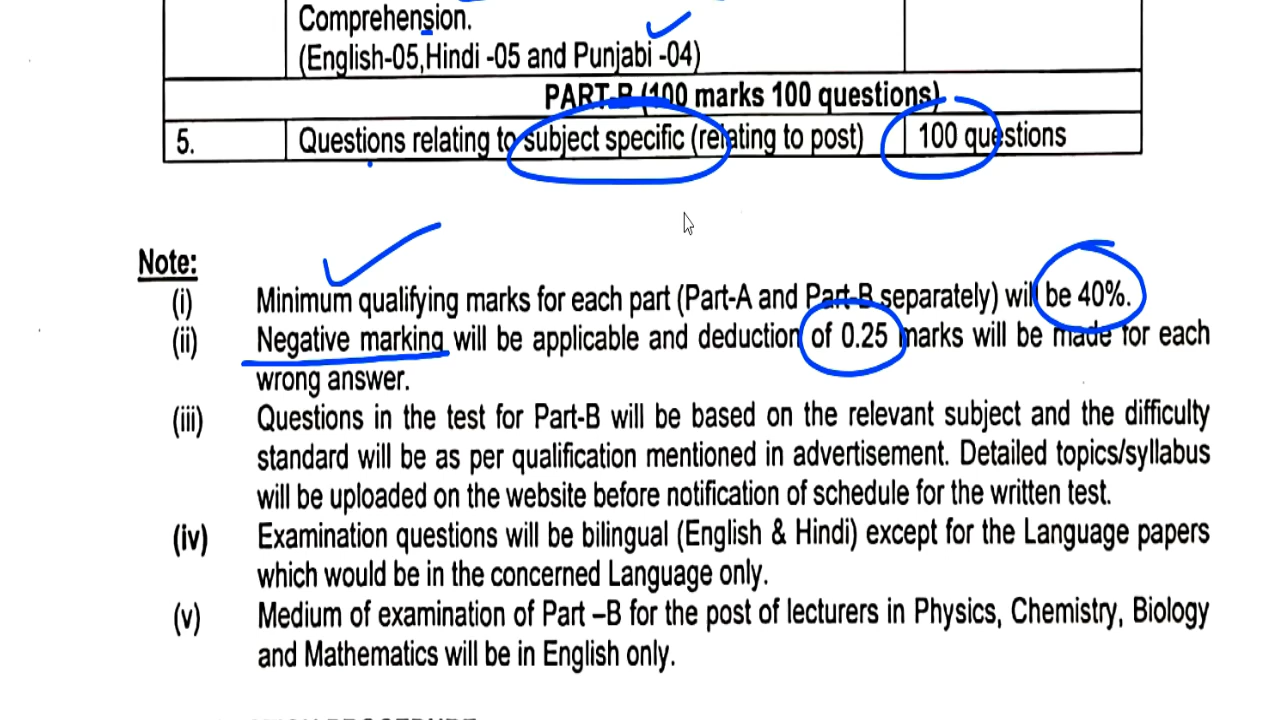 Comprehension.
(English-05,Hindi -05 and Punjabi -04)
PART-B (100 marks 100 questions)
5. Questions relating to subject specific (relating to post) 100 questions
Note:
(i) Minimum qualifying marks for each part (Part-A and Part-B separately) will be 40%.
(ii) Negative marking will be applicable and deduction of 0.25 marks will be made for each
wrong answer.
(iii) Questions in the test for Part-B will be based on the relevant subject and the difficulty
standard will be as per qualification mentioned in advertisement. Detailed topics/syllabus
will be uploaded on the website before notification of schedule for the written test.
(iv) Examination questions will be bilingual (English & Hindi) except for the Language papers
which would be in the concerned Language only.
(v) Medium of examination of Part –B for the post of lecturers in Physics, Chemistry, Biology
and Mathematics will be in English only.